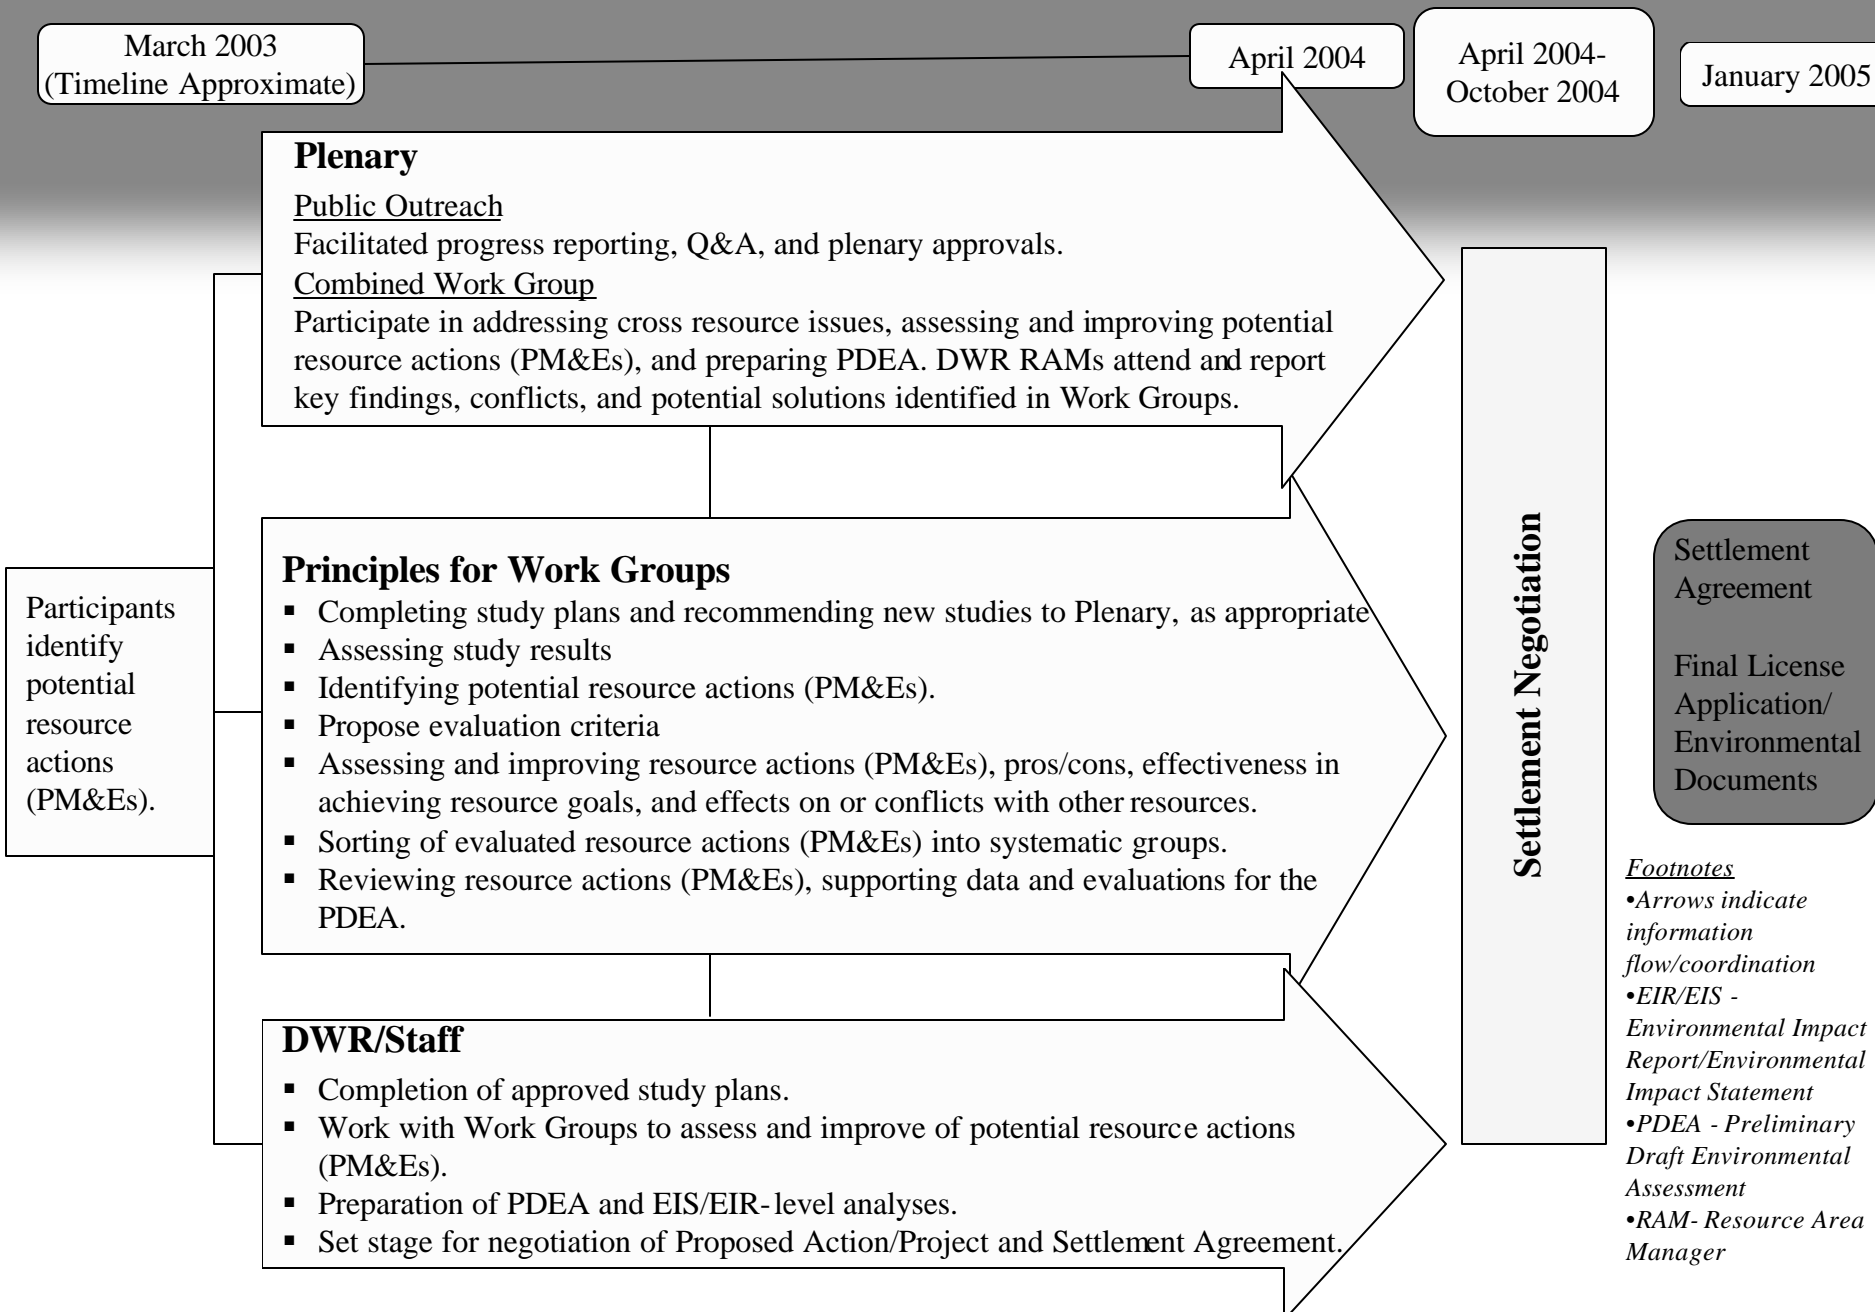 March 2003
(Timeline Approximate)
April 2004
April 2004-
October 2004
January 2005
Plenary
Public Outreach
Facilitated progress reporting, Q&A, and plenary approvals.
Combined Work Group
Participate in addressing cross resource issues, assessing and improving potential
resource actions (PM&Es), and preparing PDEA. DWR RAMs attend and report
key findings, conflicts, and potential solutions identified in Work Groups.
Participants
identify
potential
resource
actions
(PM&Es).
Principles for Work Groups
▪ Completing study plans and recommending new studies to Plenary, as appropriate
▪ Assessing study results
▪ Identifying potential resource actions (PM&Es).
▪ Propose evaluation criteria
▪ Assessing and improving resource actions (PM&Es), pros/cons, effectiveness in
achieving resource goals, and effects on or conflicts with other resources.
▪ Sorting of evaluated resource actions (PM&Es) into systematic groups.
▪ Reviewing resource actions (PM&Es), supporting data and evaluations for the
PDEA.
DWR/Staff
▪ Completion of approved study plans.
▪ Work with Work Groups to assess and improve of potential resource actions
(PM&Es).
▪ Preparation of PDEA and EIS/EIR-level analyses.
▪ Set stage for negotiation of Proposed Action/Project and Settlement Agreement.
Settlement Negotiation
Settlement
Agreement
Final License
Application/
Environmental
Documents
Footnotes
•Arrows indicate
information
flow/coordination
•EIR/EIS -
Environmental Impact
Report/Environmental
Impact Statement
•PDEA - Preliminary
Draft Environmental
Assessment
•RAM- Resource Area
Manager